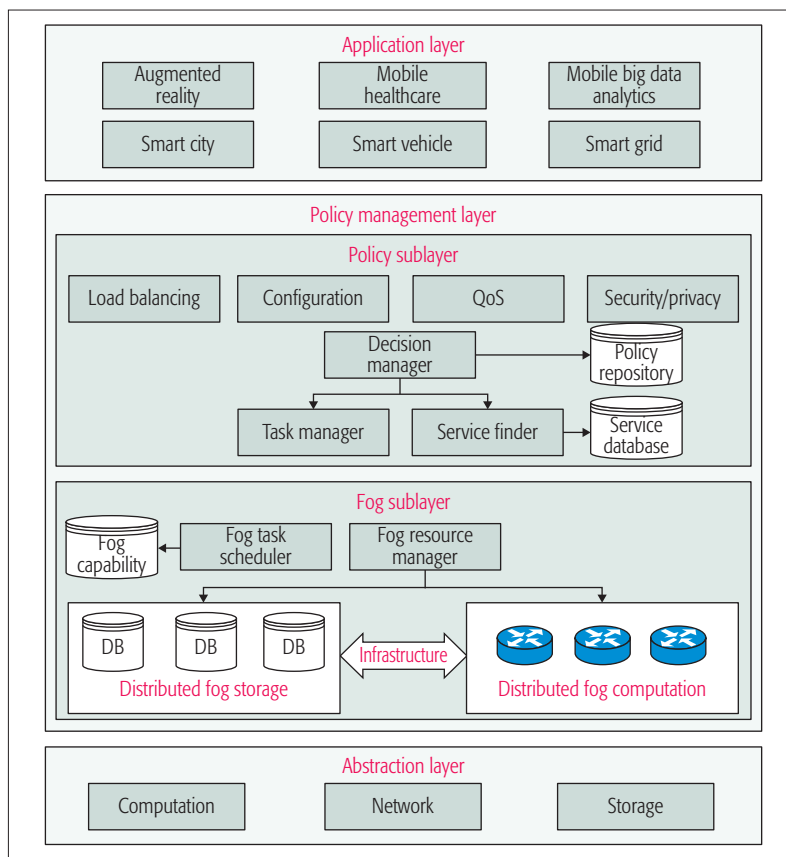 Application layer
Augmented
reality
Mobile
healthcare
Mobile big data
analytics
Smart city
Smart vehicle
Smart grid
Policy management layer
Policy sublayer
Load balancing
Configuration
QoS
Security/privacy
Decision
manager
Policy
repository
Task manager
Service finder
Service
database
Fog sublayer
Fog
capability
Fog task
scheduler
Fog resource
manager
DB
DB
DB
Distributed fog storage
Infrastructure
Distributed fog computation
Abstraction layer
Computation
Network
Storage